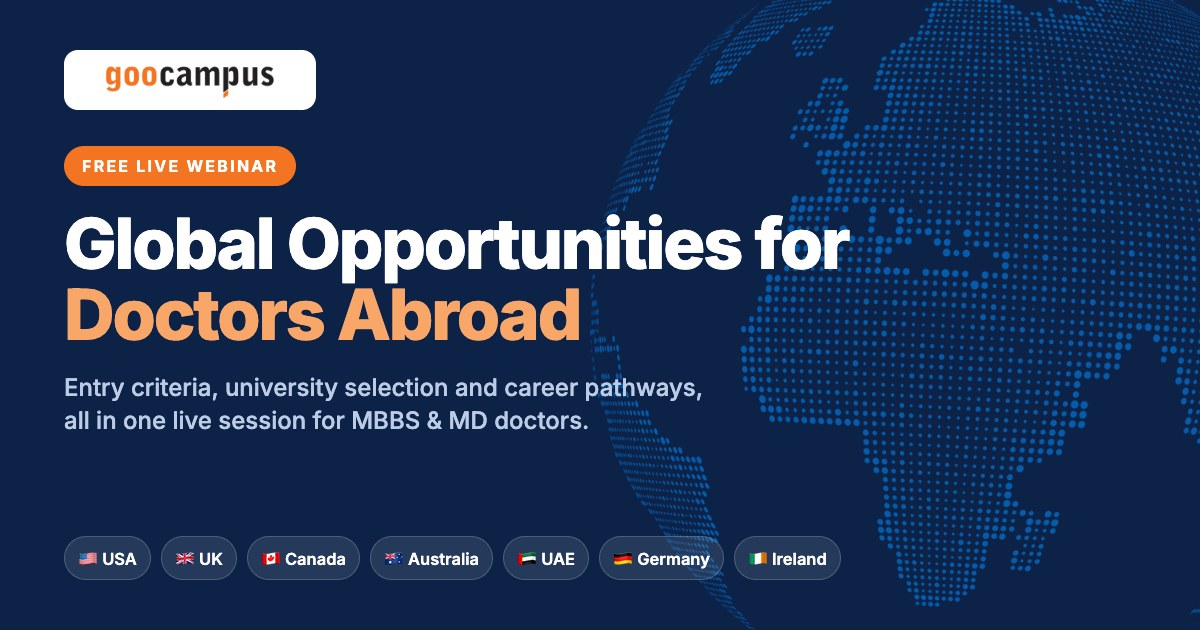 goocampus
FREE LIVE WEBINAR
Global Opportunities for
Doctors Abroad
Entry criteria, university selection and career pathways,
all in one live session for MBBS & MD doctors.
USA UK Canada Australia UAE Germany Ireland